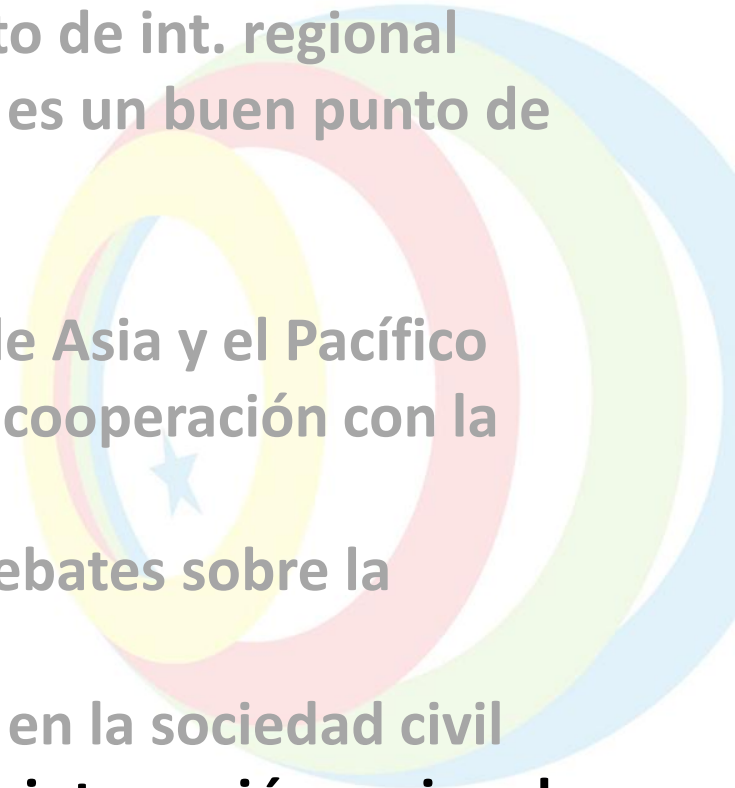 to de int. regional
es un buen punto de
de Asia y el Pacífico
cooperación con la
ebates sobre la
en la sociedad civil